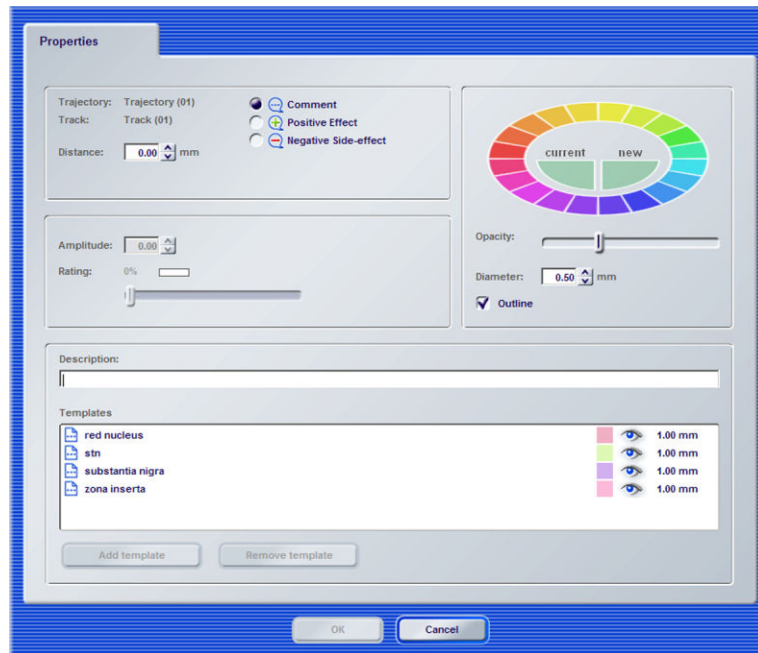 Properties
Trajectory: Trajectory (01)
Track: Track (01)
Distance: 0.00 mm
Comment
Positive Effect
Negative Side-effect
current new
Opacity:
Diameter: 0.50 mm
Outline
Amplitude: 0.00
Rating: 0%
Description:
Templates
red nucleus 1.00 mm
stn 1.00 mm
substantia nigra 1.00 mm
zona inserta 1.00 mm
Add template Remove template
OK Cancel